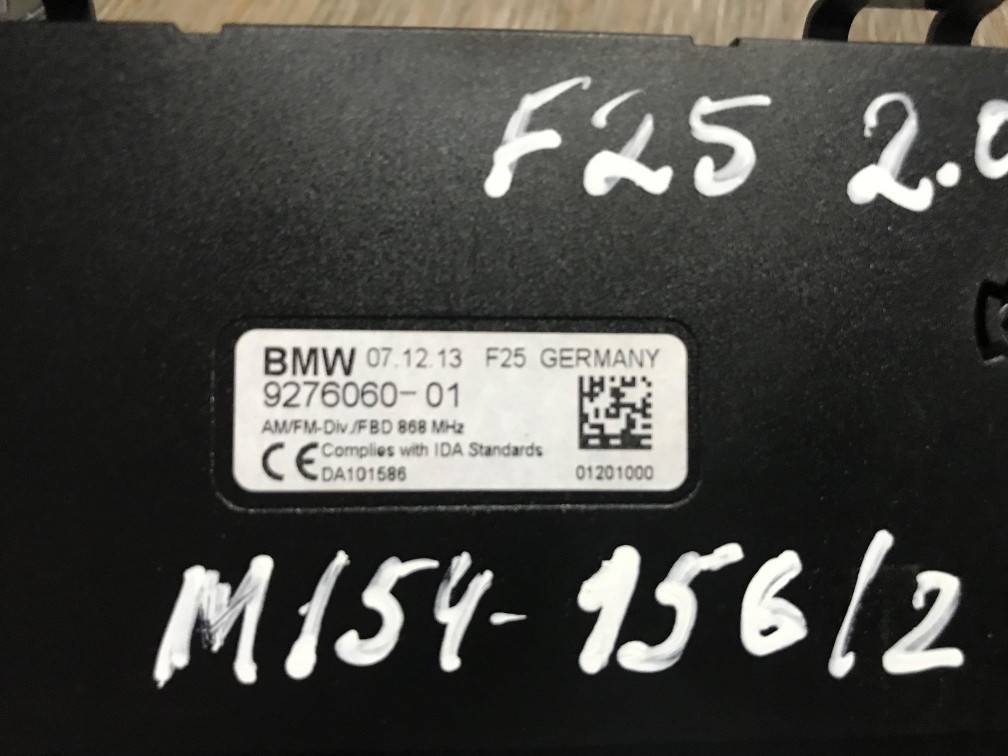 F25 2.0
BMW 07.12.13 F25 GERMANY
9276060-01
AM/FM-Div./FBD 868 MHz
CE Complies with IDA Standards
DA101586
01201000
M154-156/2